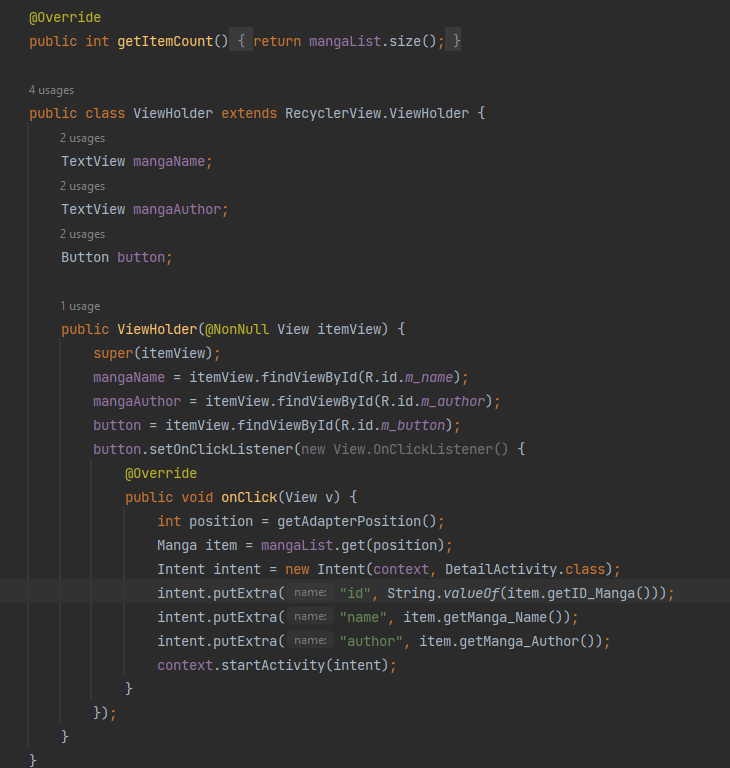 @Override
public int getItemCount() { return mangaList.size(); }
4 usages
public class ViewHolder extends RecyclerView.ViewHolder {
2 usages
TextView mangaName;
2 usages
TextView mangaAuthor;
2 usages
Button button;
1 usage
public ViewHolder(@NonNull View itemView) {
super(itemView);
mangaName = itemView.findViewById(R.id.m_name);
mangaAuthor = itemView.findViewById(R.id.m_author);
button = itemView.findViewById(R.id.m_button);
button.setOnClickListener(new View.OnClickListener() {
@Override
public void onClick(View v) {
int position = getAdapterPosition();
Manga item = mangaList.get(position);
Intent intent = new Intent(context, DetailActivity.class);
intent.putExtra( name: "id", String.valueOf(item.getID_Manga()));
intent.putExtra( name: "name", item.getManga_Name());
intent.putExtra( name: "author", item.getManga_Author());
context.startActivity(intent);
}
});
}
}